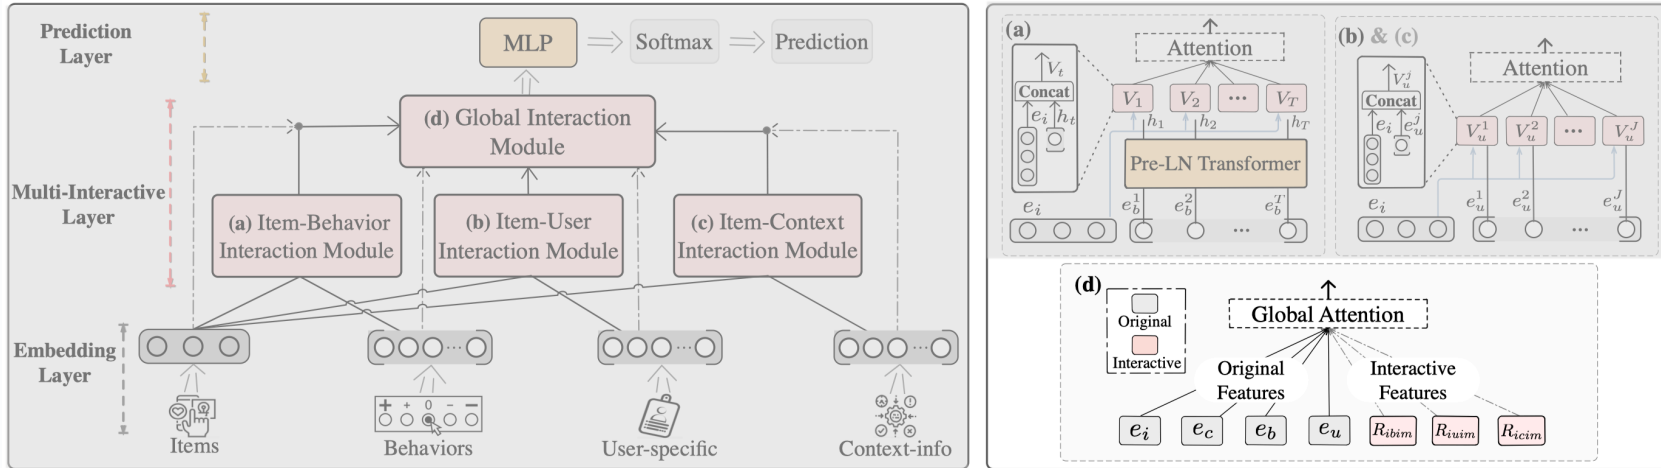 Prediction
Layer
MLP
Softmax
Prediction
(d) Global Interaction
Module
Multi-Interactive
Layer
(a) Item-Behavior
Interaction Module
(b) Item-User
Interaction Module
(c) Item-Context
Interaction Module
Embedding
Layer
+ + 0 − −
Items
Behaviors
User-specific
Context-info
(a)
Attention
V_t
Concat
e_i h_t
V_1 V_2 ... V_T
h_1 h_2 h_T
Pre-LN Transformer
e_i e_b^1 e_b^2 e_b^T
...
(b) & (c)
Attention
V_u^j
Concat
e_i e_u^j
V_u^1 V_u^2 ... V_u^J
e_i e_u^1 e_u^2 e_u^J
...
(d)
Original
Interactive
Global Attention
Original
Features
Interactive
Features
e_i e_c e_b e_u R_ibim R_iuim R_icim